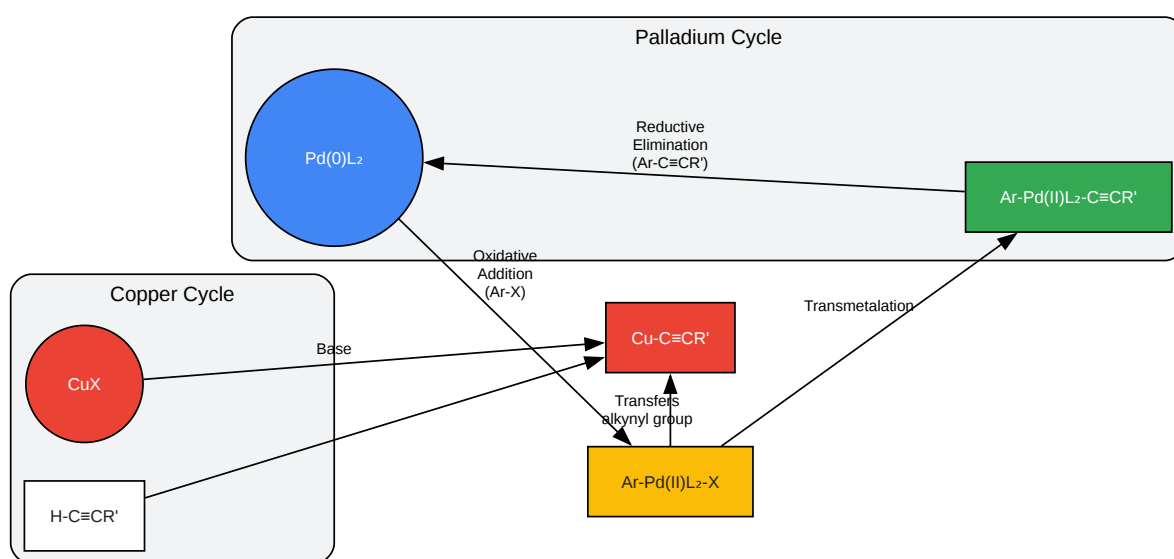 Palladium Cycle
Pd(0)L₂
Reductive
Elimination
(Ar-C≡CR')
Ar-Pd(II)L₂-C≡CR'
Oxidative
Addition
(Ar-X)
Copper Cycle
Transmetalation
Cu-C≡CR'
Base
CuX
Transfers
alkynyl group
Ar-Pd(II)L₂-X
H-C≡CR'